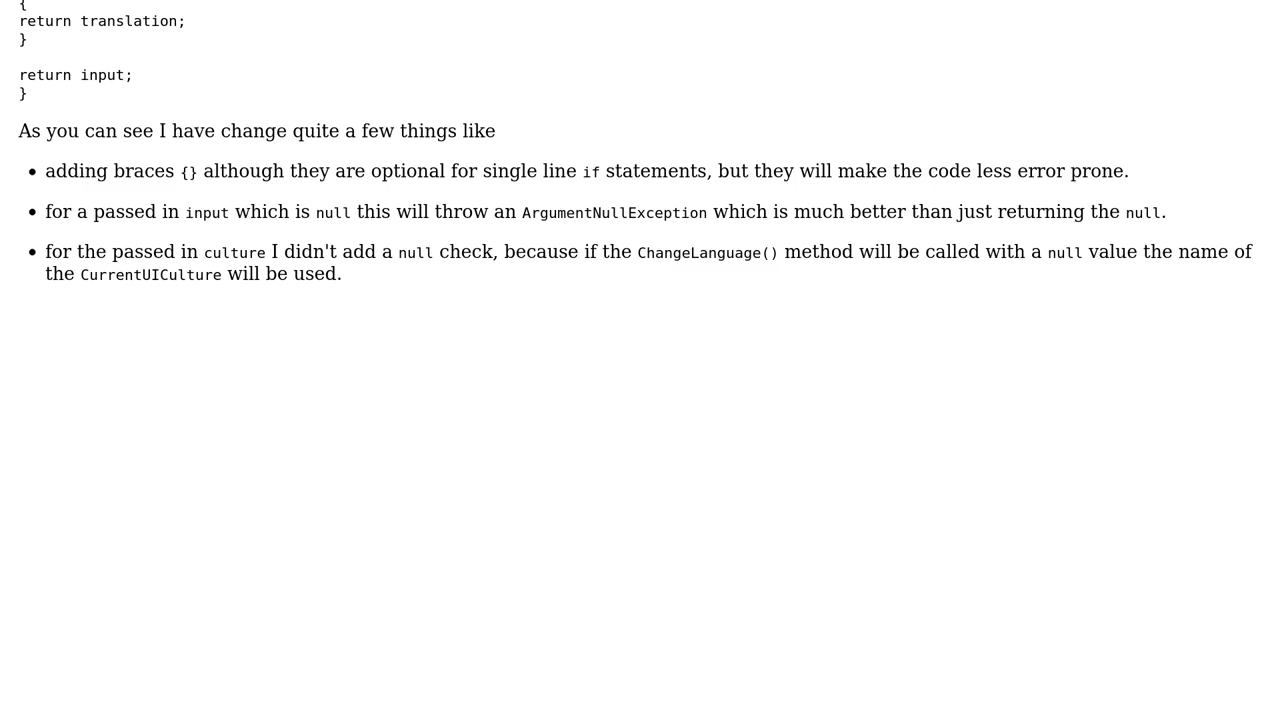 {
return translation;
}
return input;
}
As you can see I have change quite a few things like
• adding braces {} although they are optional for single line if statements, but they will make the code less error prone.
• for a passed in input which is null this will throw an ArgumentNullException which is much better than just returning the null.
• for the passed in culture I didn't add a null check, because if the ChangeLanguage() method will be called with a null value the name of
the CurrentUICulture will be used.